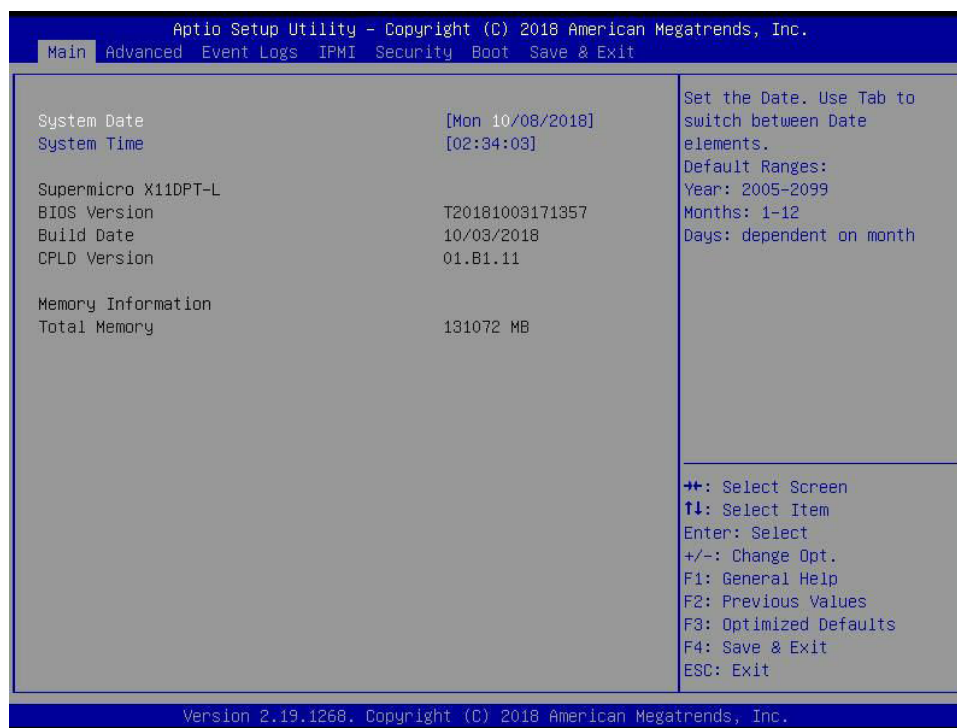 Aptio Setup Utility – Copyright (C) 2018 American Megatrends, Inc.
Main Advanced Event Logs IPMI Security Boot Save & Exit
System Date [Mon 10/08/2018]
System Time [02:34:03]
Supermicro X11DPT-L
BIOS Version T20181003171357
Build Date 10/03/2018
CPLD Version 01.B1.11
Memory Information
Total Memory 131072 MB
Set the Date. Use Tab to
switch between Date
elements.
Default Ranges:
Year: 2005-2099
Months: 1-12
Days: dependent on month
→←: Select Screen
↑↓: Select Item
Enter: Select
+/-: Change Opt.
F1: General Help
F2: Previous Values
F3: Optimized Defaults
F4: Save & Exit
ESC: Exit
Version 2.19.1268. Copyright (C) 2018 American Megatrends, Inc.